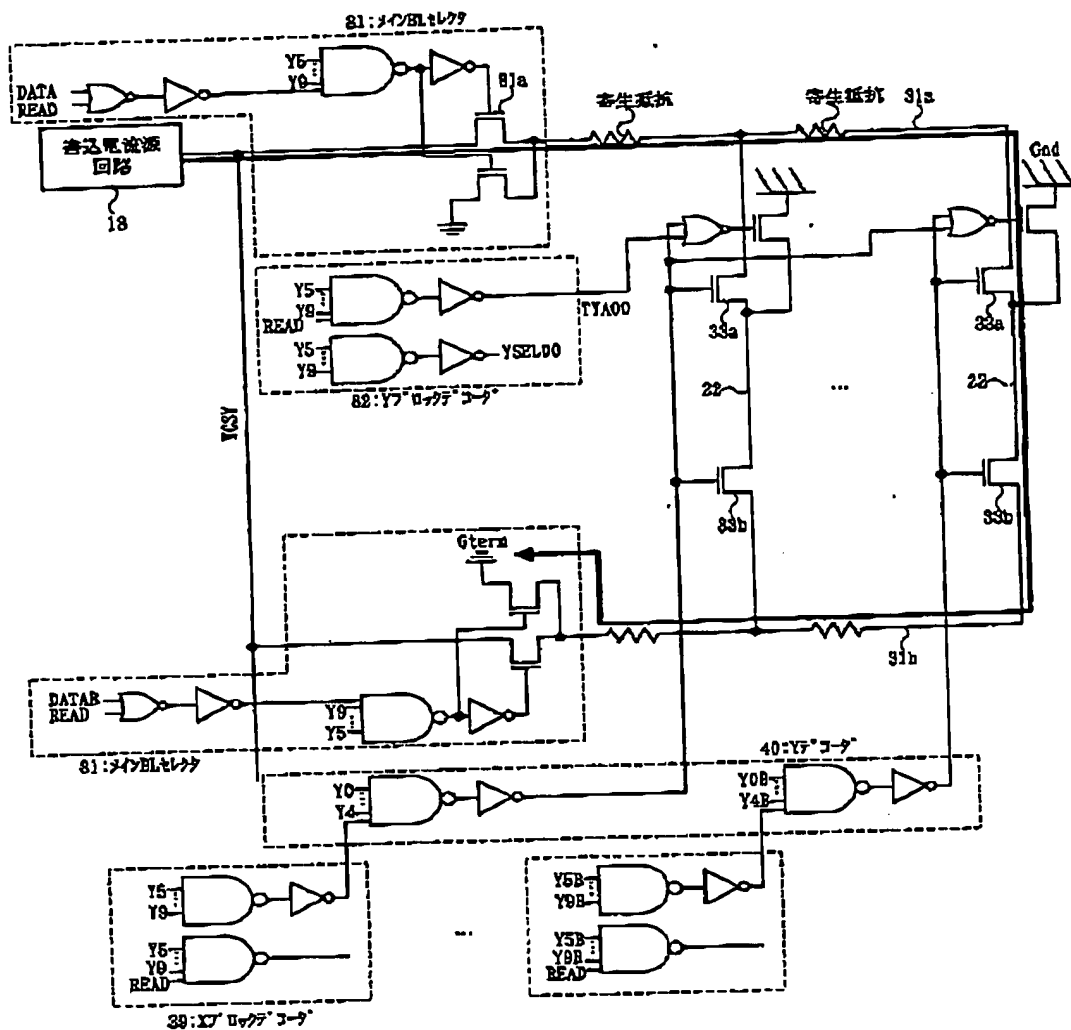 81:メインBLセレクタ
Y5
Y9
DATA
READ
81a
寄生抵抗
寄生抵抗
31a
書込電流源
回路
18
Gnd
Y5
Y9
READ
TYA00
Y5
Y9
YSEL00
82:Yブロックデコーダ
33a
33a
22
...
22
YCSV
33b
33b
Gterm
31b
DATAB
READ
Y9
Y5
81:メインBLセレクタ
40:Yデコーダ
Y0
Y4
Y0B
Y4B
Y5
Y9
Y5B
Y9B
...
Y5
Y9
READ
Y5B
Y9B
READ
39:Xブロックデコーダ